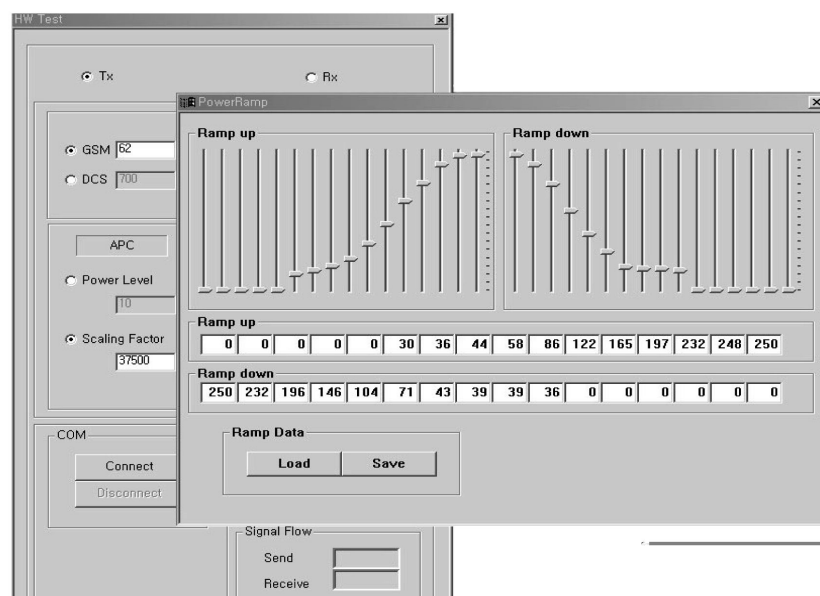 HW Test
Tx
Rx
PowerRamp
GSM 62
DCS 700
APC
Power Level
10
Scaling Factor
37500
COM
Connect
Disconnect
Ramp up
Ramp down
Ramp up
0 0 0 0 0 30 36 44 58 86 122 165 197 232 248 250
Ramp down
250 232 196 146 104 71 43 39 39 36 0 0 0 0 0 0
Ramp Data
Load Save
Signal Flow
Send
Receive